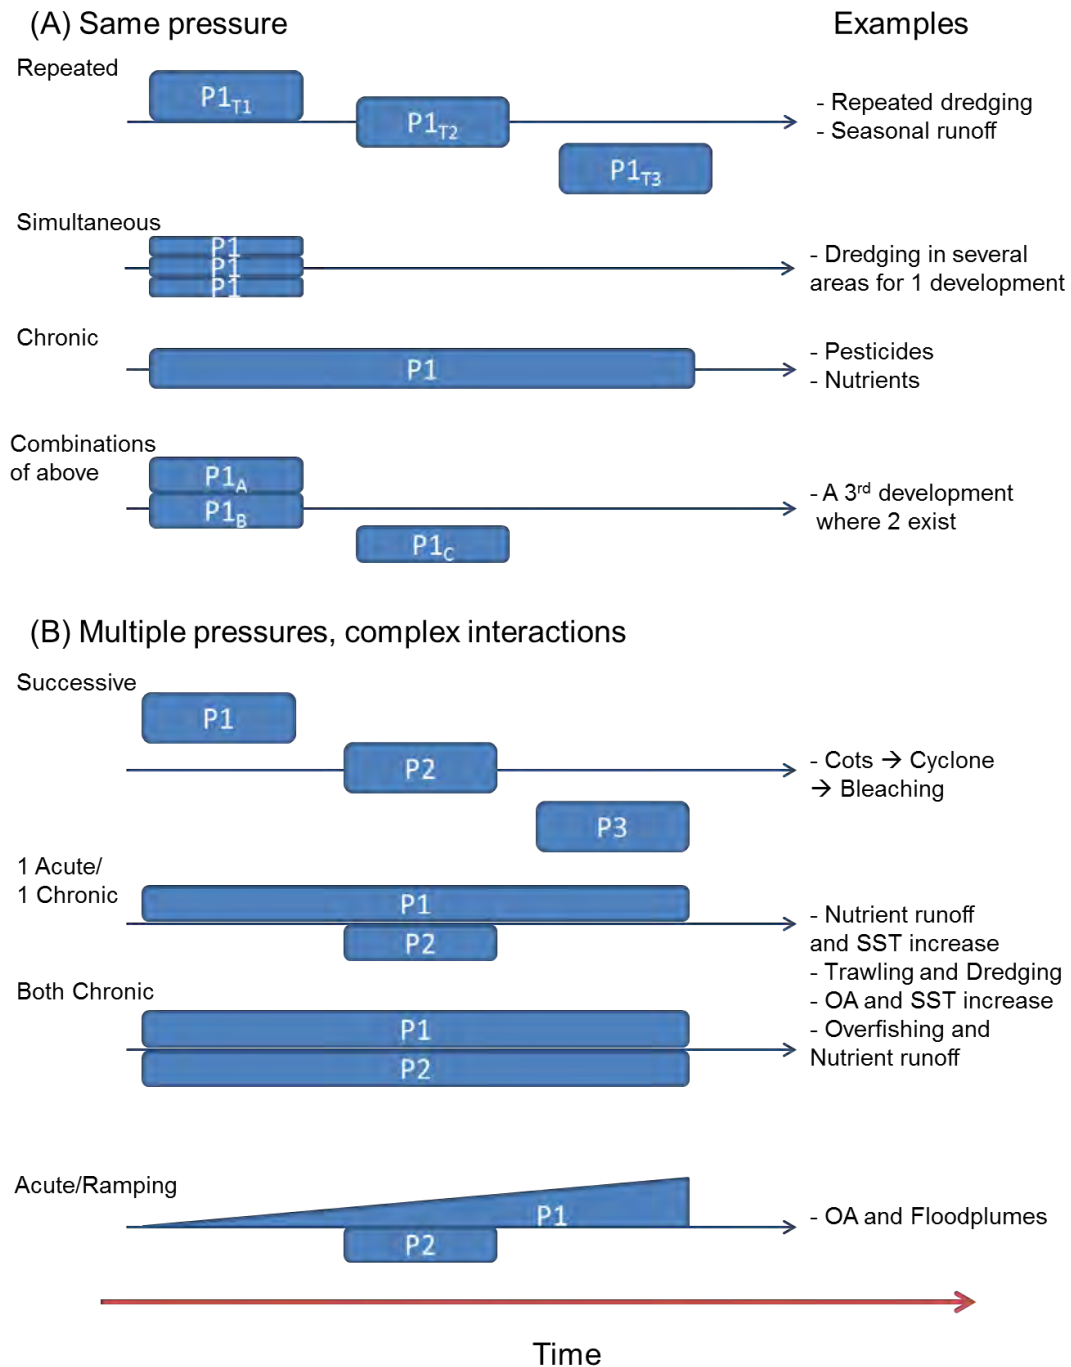 (A) Same pressure
Examples
Repeated
P1T1
P1T2
P1T3
- Repeated dredging
- Seasonal runoff
Simultaneous
P1
P1
P1
- Dredging in several
areas for 1 development
Chronic
P1
- Pesticides
- Nutrients
Combinations
of above
P1A
P1B
P1C
- A 3rd development
where 2 exist
(B) Multiple pressures, complex interactions
Successive
P1
P2
P3
- Cots → Cyclone
→ Bleaching
1 Acute/
1 Chronic
P1
P2
Both Chronic
P1
P2
- Nutrient runoff
and SST increase
- Trawling and Dredging
- OA and SST increase
- Overfishing and
Nutrient runoff
Acute/Ramping
P1
P2
- OA and Floodplumes
Time